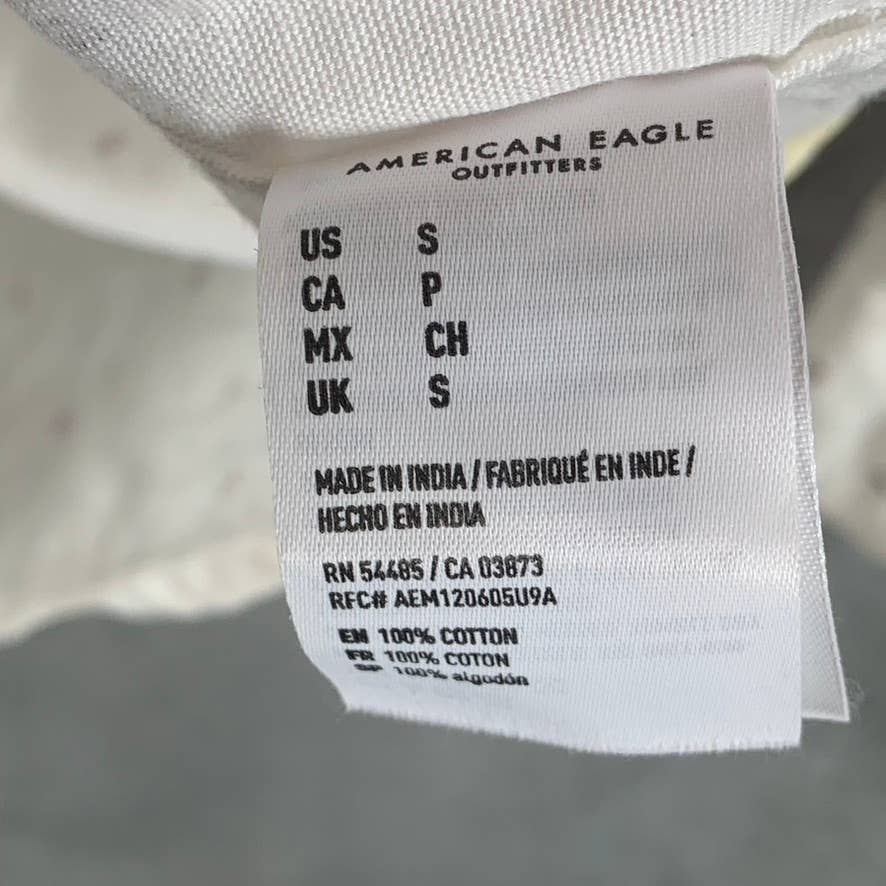 AMERICAN EAGLE
OUTFITTERS
US S
CA P
MX CH
UK S
MADE IN INDIA / FABRIQUÉ EN INDE /
HECHO EN INDIA
RN 54485 / CA 03873
RFC# AEM120605U9A
EN 100% COTTON
FR 100% COTON
SP 100% algodón